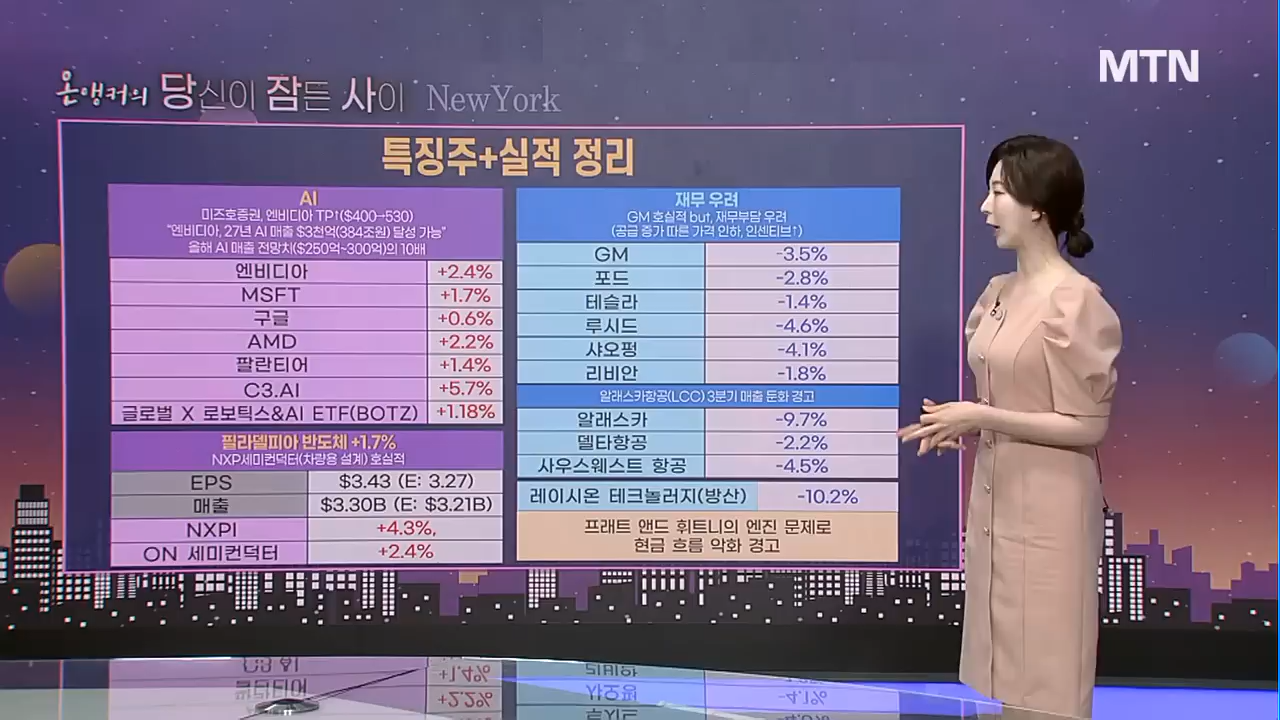 온앵커의 당신이 잠든 사이 NewYork
MTN
특징주+실적 정리
AI
미즈호증권, 엔비디아 TP↑($400→530)
"엔비디아, 27년 AI 매출 $3천억(384조원) 달성 가능"
올해 AI 매출 전망치($250억~300억)의 10배
엔비디아 +2.4%
MSFT +1.7%
구글 +0.6%
AMD +2.2%
팔란티어 +1.4%
C3.AI +5.7%
글로벌 X 로보틱스&AI ETF(BOTZ) +1.18%
필라델피아 반도체 +1.7%
NXP세미컨덕터(차량용 설계) 호실적
EPS $3.43 (E: 3.27)
매출 $3.30B (E: $3.21B)
NXPI +4.3%,
ON 세미컨덕터 +2.4%
재무 우려
GM 호실적 but, 재무부담 우려
(공급 증가 따른 가격 인하, 인센티브↑)
GM -3.5%
포드 -2.8%
테슬라 -1.4%
루시드 -4.6%
샤오펑 -4.1%
리비안 -1.8%
알래스카항공(LCC) 3분기 매출 둔화 경고
알래스카 -9.7%
델타항공 -2.2%
사우스웨스트 항공 -4.5%
레이시온 테크놀러지(방산) -10.2%
프래트 앤드 휘트니의 엔진 문제로
현금 흐름 악화 경고